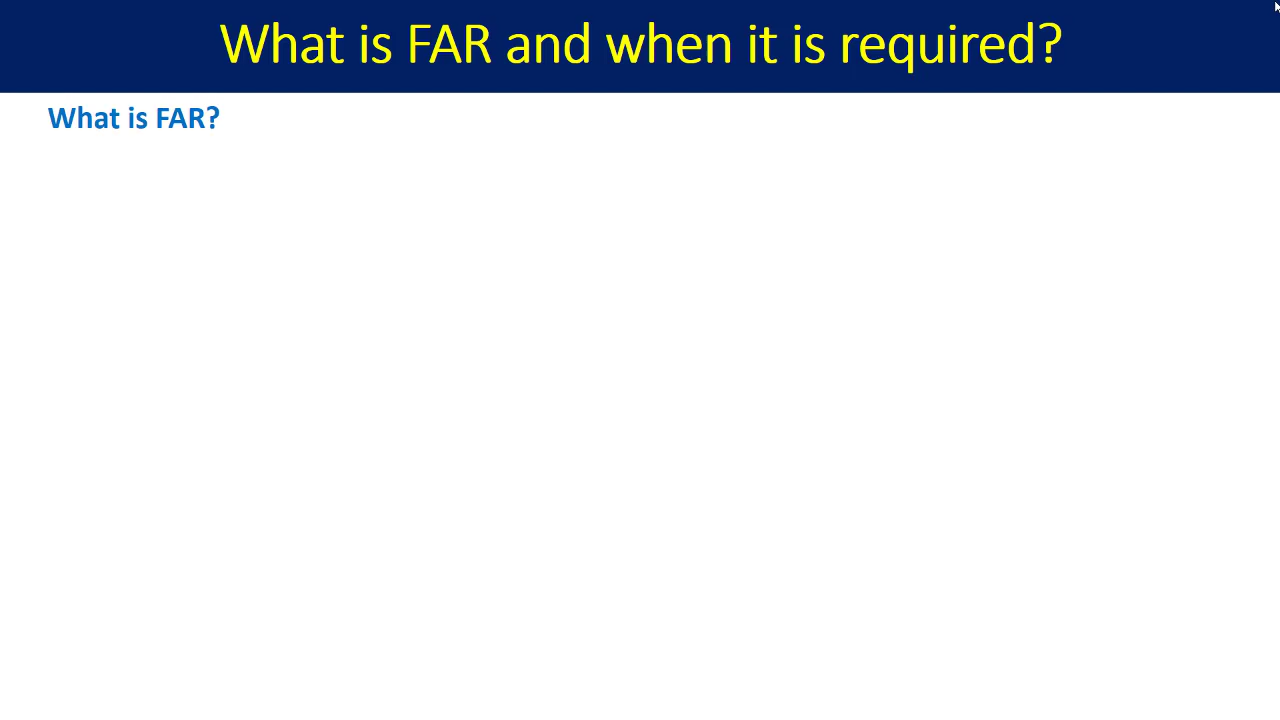 What is FAR and when it is required?
What is FAR?